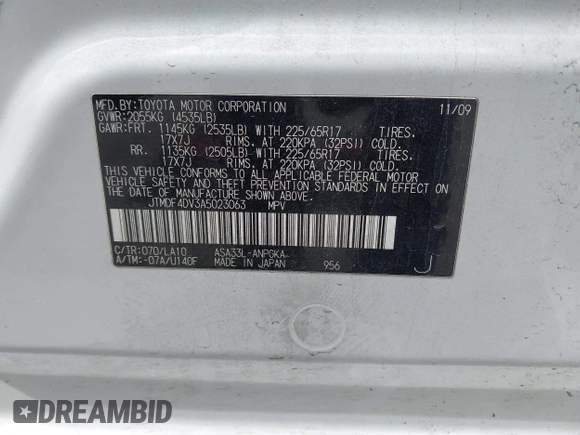 MFD.BY:TOYOTA MOTOR CORPORATION 11/09
GVWR:2055KG (4535LB)
GAWR:FRT. 1145KG (2535LB) WITH 225/65R17 TIRES,
17X7J RIMS, AT 220KPA (32PSI) COLD.
RR. 1135KG (2505LB) WITH 225/65R17 TIRES,
17X7J RIMS, AT 220KPA (32PSI) COLD.
THIS VEHICLE CONFORMS TO ALL APPLICABLE FEDERAL MOTOR
VEHICLE SAFETY AND THEFT PREVENTION STANDARDS IN EFFECT
ON THE DATE OF MANUFACTURE SHOWN ABOVE.
JTMDF4DV3A5023063 MPV
C/TR:070/LA10 ASA33L-ANPGKA
A/TM:-07A/U140F MADE IN JAPAN 956 J
DREAMBID